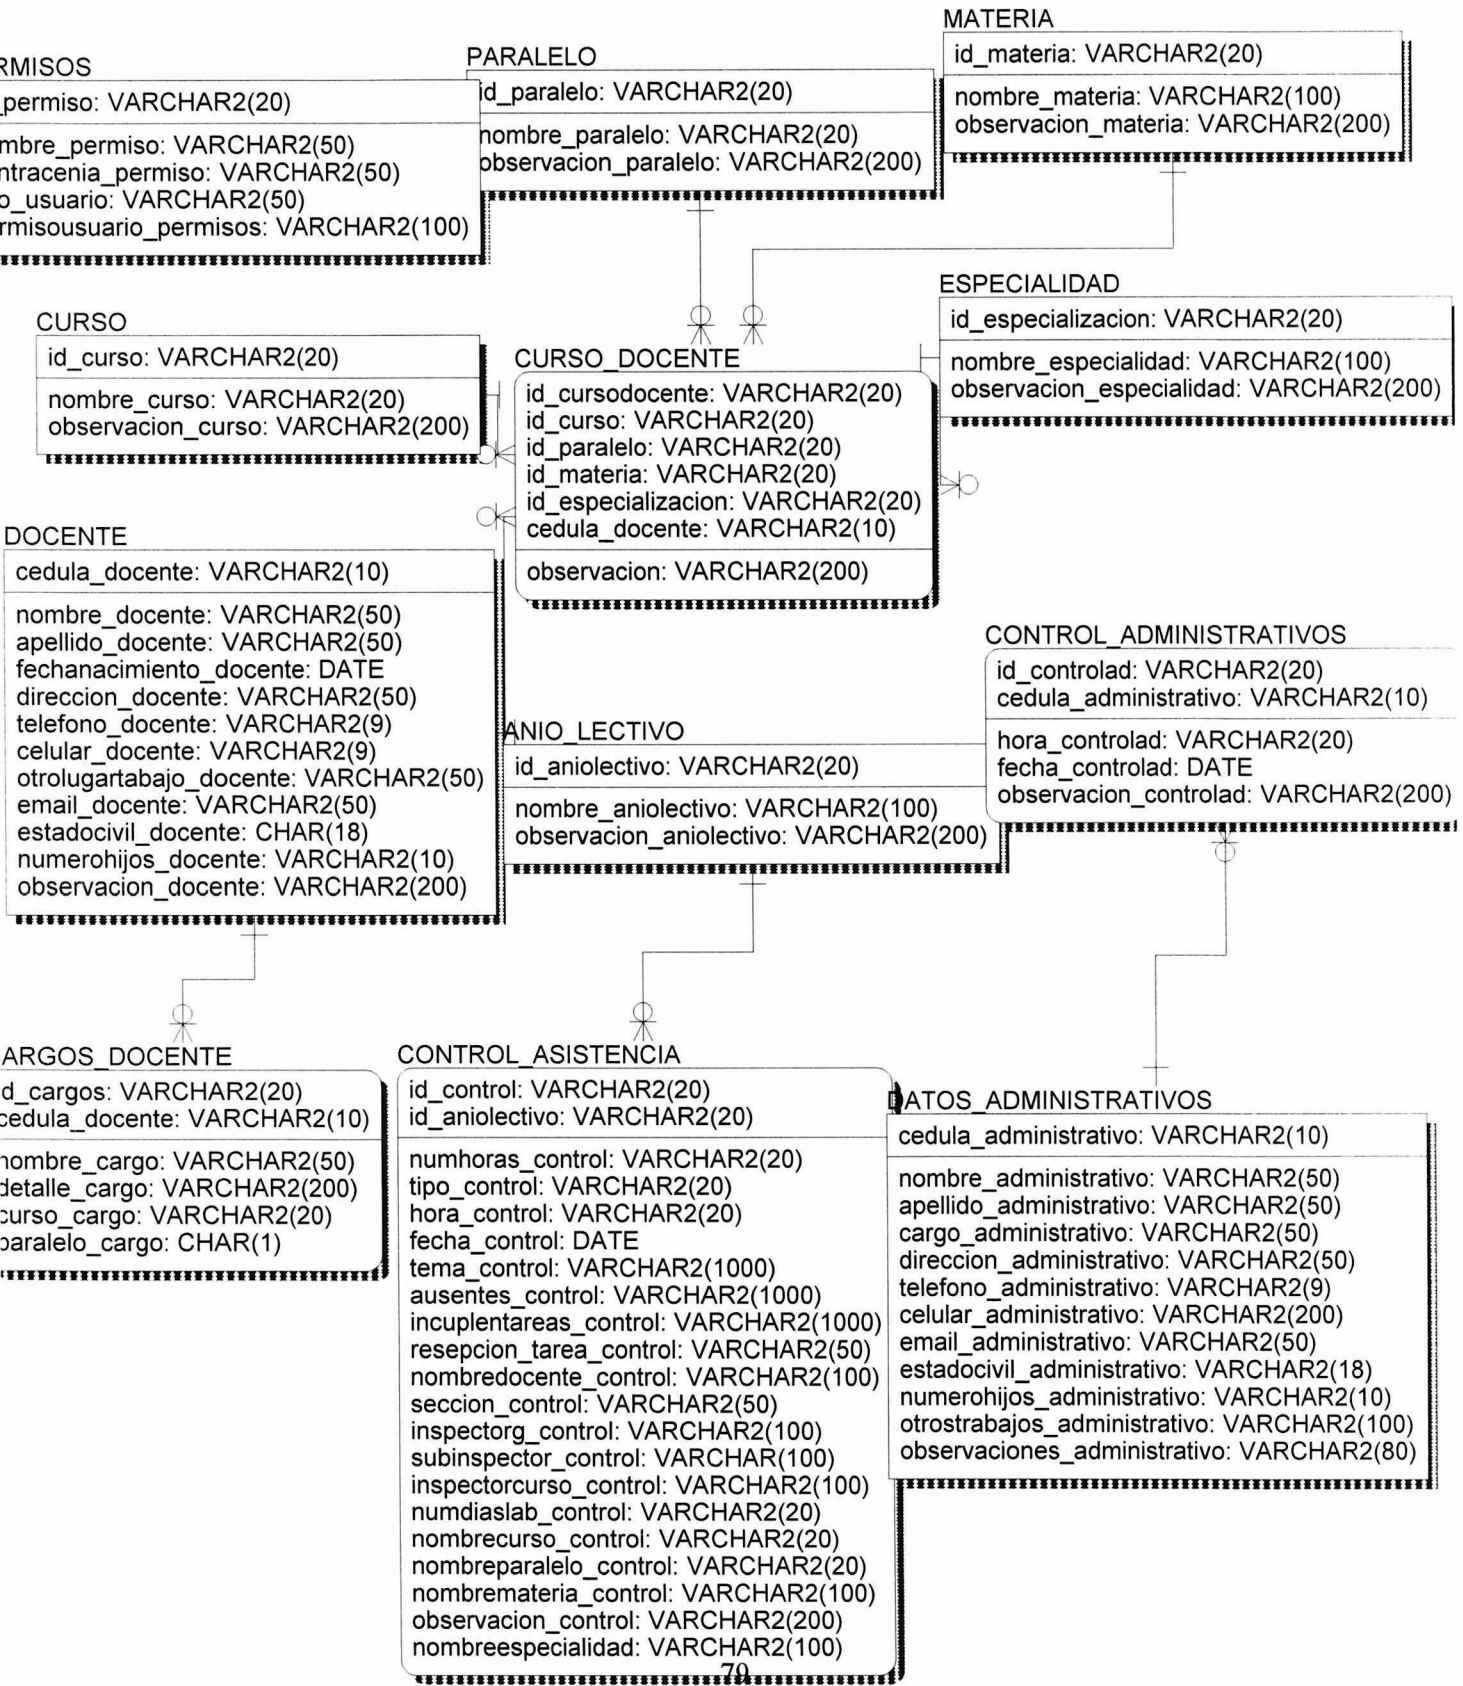 RMISOS
_permiso: VARCHAR2(20)
mbre_permiso: VARCHAR2(50)
ntracenia_permiso: VARCHAR2(50)
o_usuario: VARCHAR2(50)
rmisousuario_permisos: VARCHAR2(100)
PARALELO
id_paralelo: VARCHAR2(20)
nombre_paralelo: VARCHAR2(20)
observacion_paralelo: VARCHAR2(200)
MATERIA
id_materia: VARCHAR2(20)
nombre_materia: VARCHAR2(100)
observacion_materia: VARCHAR2(200)
CURSO
id_curso: VARCHAR2(20)
nombre_curso: VARCHAR2(20)
observacion_curso: VARCHAR2(200)
CURSO_DOCENTE
id_cursodocente: VARCHAR2(20)
id_curso: VARCHAR2(20)
id_paralelo: VARCHAR2(20)
id_materia: VARCHAR2(20)
id_especializacion: VARCHAR2(20)
cedula_docente: VARCHAR2(10)
observacion: VARCHAR2(200)
ESPECIALIDAD
id_especializacion: VARCHAR2(20)
nombre_especialidad: VARCHAR2(100)
observacion_especialidad: VARCHAR2(200)
DOCENTE
cedula_docente: VARCHAR2(10)
nombre_docente: VARCHAR2(50)
apellido_docente: VARCHAR2(50)
fechanacimiento_docente: DATE
direccion_docente: VARCHAR2(50)
telefono_docente: VARCHAR2(9)
celular_docente: VARCHAR2(9)
otrolugartabajo_docente: VARCHAR2(50)
email_docente: VARCHAR2(50)
estadocivil_docente: CHAR(18)
numerohijos_docente: VARCHAR2(10)
observacion_docente: VARCHAR2(200)
ANIO_LECTIVO
id_aniolectivo: VARCHAR2(20)
nombre_aniolectivo: VARCHAR2(100)
observacion_aniolectivo: VARCHAR2(200)
CONTROL_ADMINISTRATIVOS
id_controlad: VARCHAR2(20)
cedula_administrativo: VARCHAR2(10)
hora_controlad: VARCHAR2(20)
fecha_controlad: DATE
observacion_controlad: VARCHAR2(200)
ARGOS_DOCENTE
id_cargos: VARCHAR2(20)
cedula_docente: VARCHAR2(10)
nombre_cargo: VARCHAR2(50)
detalle_cargo: VARCHAR2(200)
curso_cargo: VARCHAR2(20)
paralelo_cargo: CHAR(1)
CONTROL_ASISTENCIA
id_control: VARCHAR2(20)
id_aniolectivo: VARCHAR2(20)
numhoras_control: VARCHAR2(20)
tipo_control: VARCHAR2(20)
hora_control: VARCHAR2(20)
fecha_control: DATE
tema_control: VARCHAR2(1000)
ausentes_control: VARCHAR2(1000)
incuplentareas_control: VARCHAR2(1000)
resepcion_tarea_control: VARCHAR2(50)
nombredocente_control: VARCHAR2(100)
seccion_control: VARCHAR2(50)
inspectorg_control: VARCHAR2(100)
subinspector_control: VARCHAR(100)
inspectorcurso_control: VARCHAR2(100)
numdiaslab_control: VARCHAR2(20)
nombrecurso_control: VARCHAR2(20)
nombreparalelo_control: VARCHAR2(20)
nombremateria_control: VARCHAR2(100)
observacion_control: VARCHAR2(200)
nombreespecialidad: VARCHAR2(100)
DATOS_ADMINISTRATIVOS
cedula_administrativo: VARCHAR2(10)
nombre_administrativo: VARCHAR2(50)
apellido_administrativo: VARCHAR2(50)
cargo_administrativo: VARCHAR2(50)
direccion_administrativo: VARCHAR2(50)
telefono_administrativo: VARCHAR2(9)
celular_administrativo: VARCHAR2(200)
email_administrativo: VARCHAR2(50)
estadocivil_administrativo: VARCHAR2(18)
numerohijos_administrativo: VARCHAR2(10)
otrostrabajos_administrativo: VARCHAR2(100)
observaciones_administrativo: VARCHAR2(80)
79